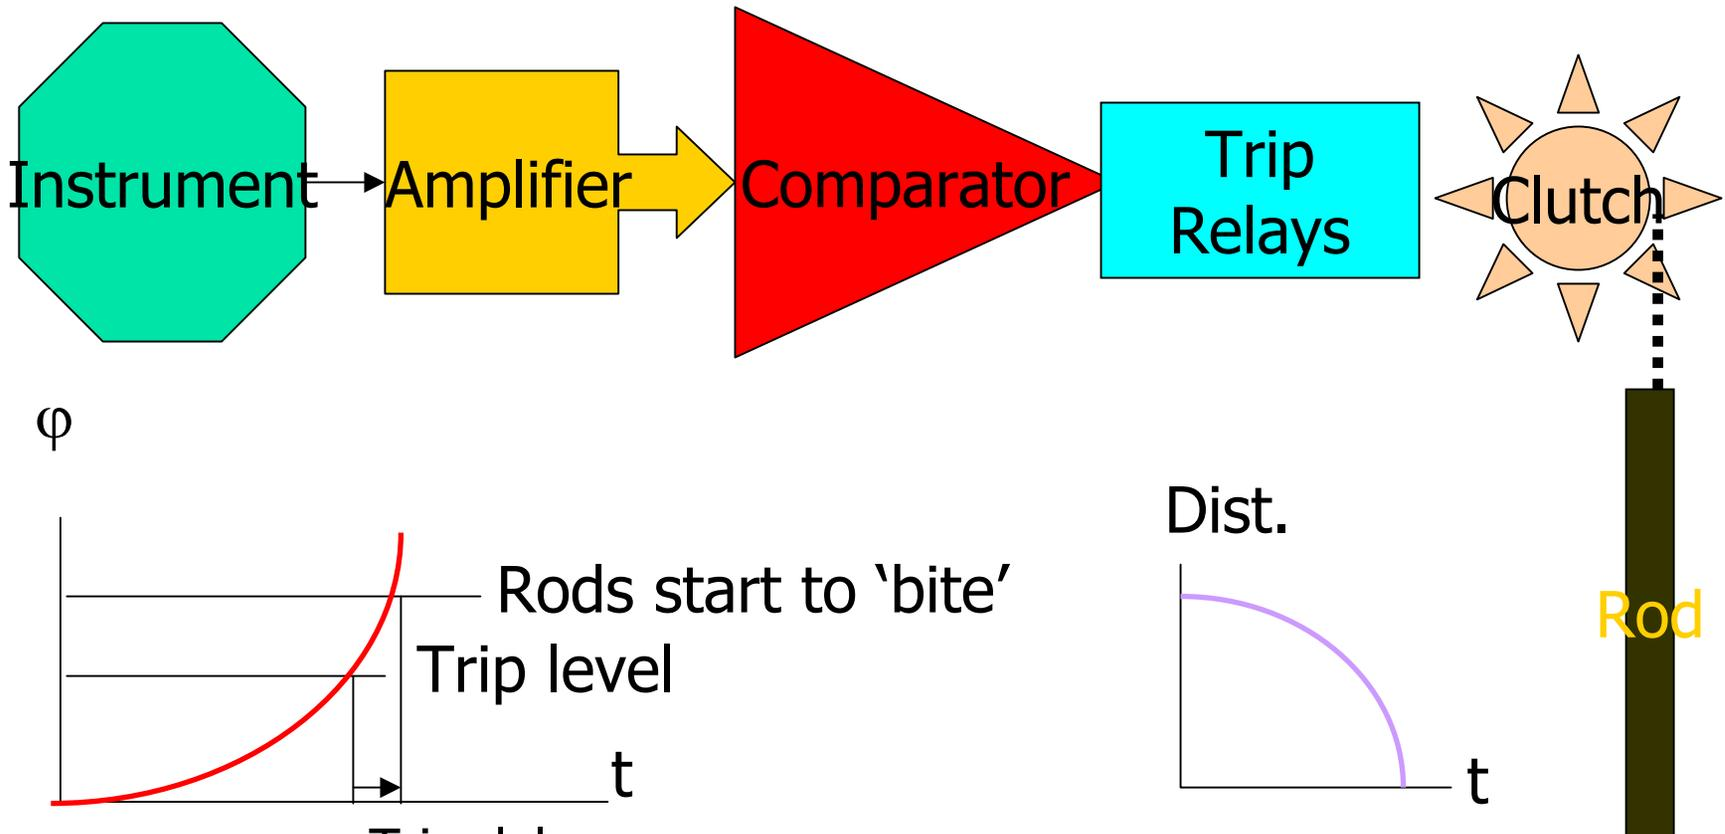 Instrument
Amplifier
Comparator
Trip
Relays
Clutch
φ
Dist.
Rods start to ‘bite’
Rod
Trip level
t
t